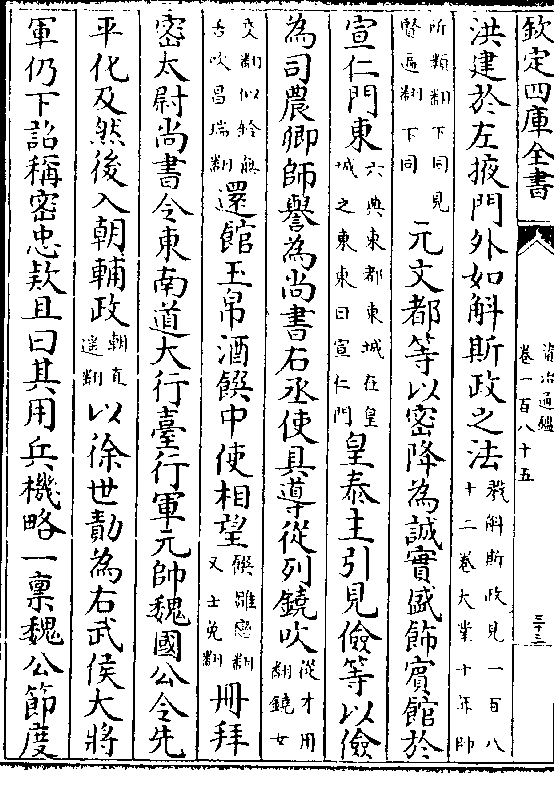 欽定四庫全書
資治通鑑
卷一百八十五
三十三
洪建於左掖門外如斛斯政之法殺斛斯政見一百八十二卷大業十年帥
所類翻下同見賢遍翻下同元文都等以密降為誠實盛飾賓館於
宣仁門東六典東都東城在皇城之東東曰宣仁門皇泰主引見儉等以儉
為司農卿師譽為尚書右丞使具導從列鐃吹從才用翻鐃女
交翻似鈴無舌吹昌瑞翻還館玉帛酒饌中使相望饌雛戀翻又士免翻冊拜
密太尉尚書令東南道大行臺行軍元帥魏國公令先
平化及然後入朝輔政朝直遥翻以徐世勣為右武侯大將
軍仍下詔稱密忠款且曰其用兵機略一禀魏公節度